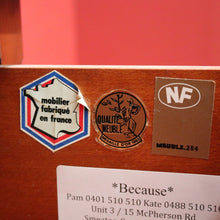 mobilier
fabriqué
en france
QUALITÉ
MEUBLE
NF
MEUBLE.264
*Because*
Pam 0401 510 510 Kate 0488 510 510
Unit 3 / 15 McPherson Rd